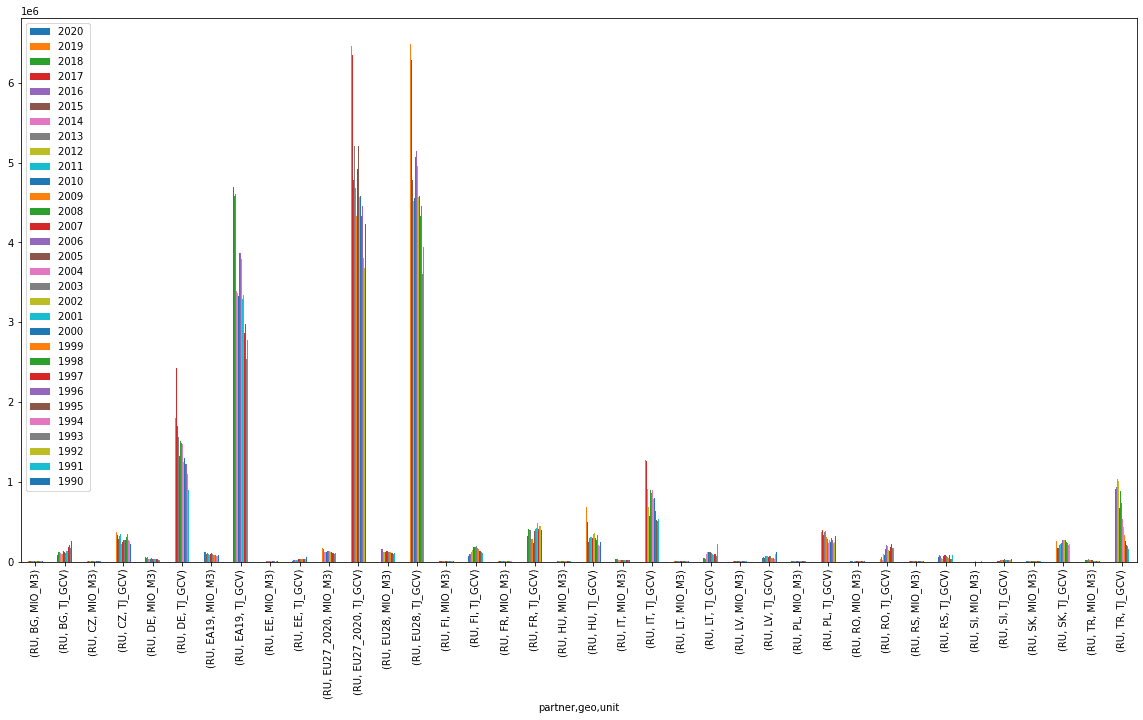 1e6
6
5
4
3
2
1
0
2020
2019
2018
2017
2016
2015
2014
2013
2012
2011
2010
2009
2008
2007
2006
2005
2004
2003
2002
2001
2000
1999
1998
1997
1996
1995
1994
1993
1992
1991
1990
(RU, BG, MIO_M3)
(RU, BG, TJ_GCV)
(RU, CZ, MIO_M3)
(RU, CZ, TJ_GCV)
(RU, DE, MIO_M3)
(RU, DE, TJ_GCV)
(RU, EA19, MIO_M3)
(RU, EA19, TJ_GCV)
(RU, EE, MIO_M3)
(RU, EE, TJ_GCV)
(RU, EU27_2020, MIO_M3)
(RU, EU27_2020, TJ_GCV)
(RU, EU28, MIO_M3)
(RU, EU28, TJ_GCV)
(RU, FI, MIO_M3)
(RU, FI, TJ_GCV)
(RU, FR, MIO_M3)
(RU, FR, TJ_GCV)
(RU, HU, MIO_M3)
(RU, HU, TJ_GCV)
(RU, IT, MIO_M3)
(RU, IT, TJ_GCV)
(RU, LT, MIO_M3)
(RU, LT, TJ_GCV)
(RU, LV, MIO_M3)
(RU, LV, TJ_GCV)
(RU, PL, MIO_M3)
(RU, PL, TJ_GCV)
(RU, RO, MIO_M3)
(RU, RO, TJ_GCV)
(RU, RS, MIO_M3)
(RU, RS, TJ_GCV)
(RU, SI, MIO_M3)
(RU, SI, TJ_GCV)
(RU, SK, MIO_M3)
(RU, SK, TJ_GCV)
(RU, TR, MIO_M3)
(RU, TR, TJ_GCV)
partner,geo,unit